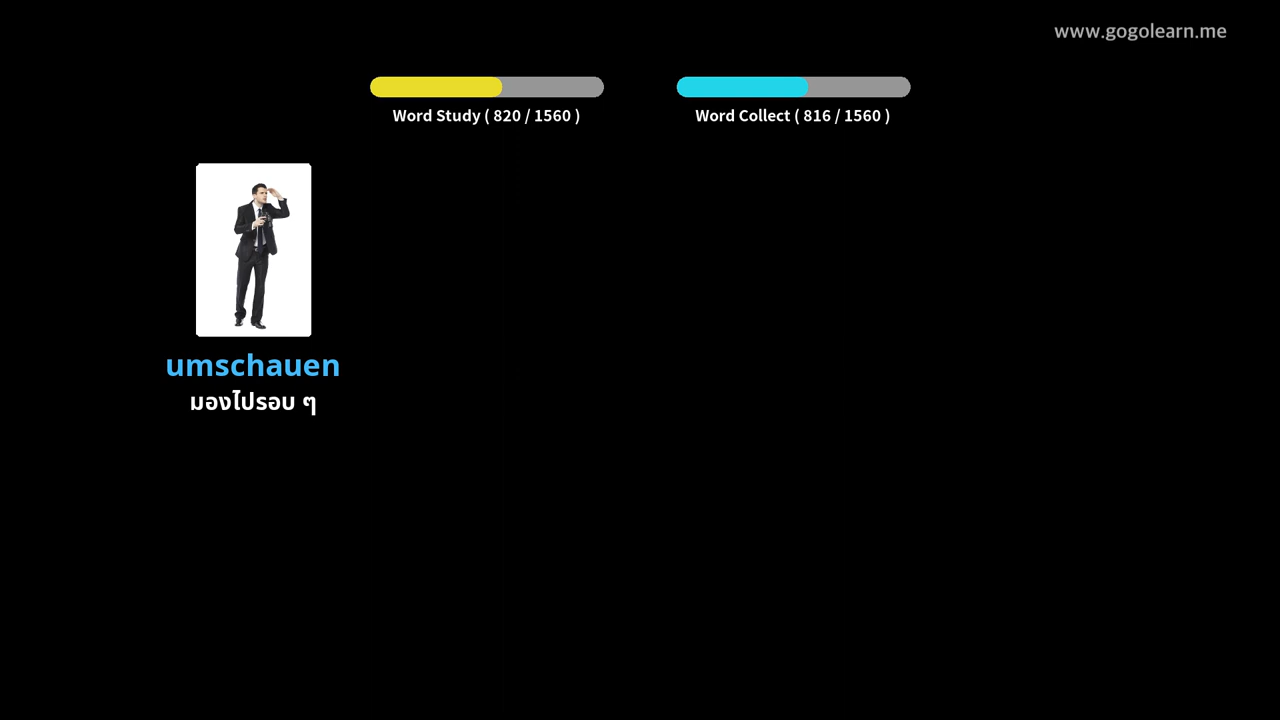 www.gogolearn.me
Word Study ( 820 / 1560 )
Word Collect ( 816 / 1560 )
umschauen
มองไปรอบ ๆ